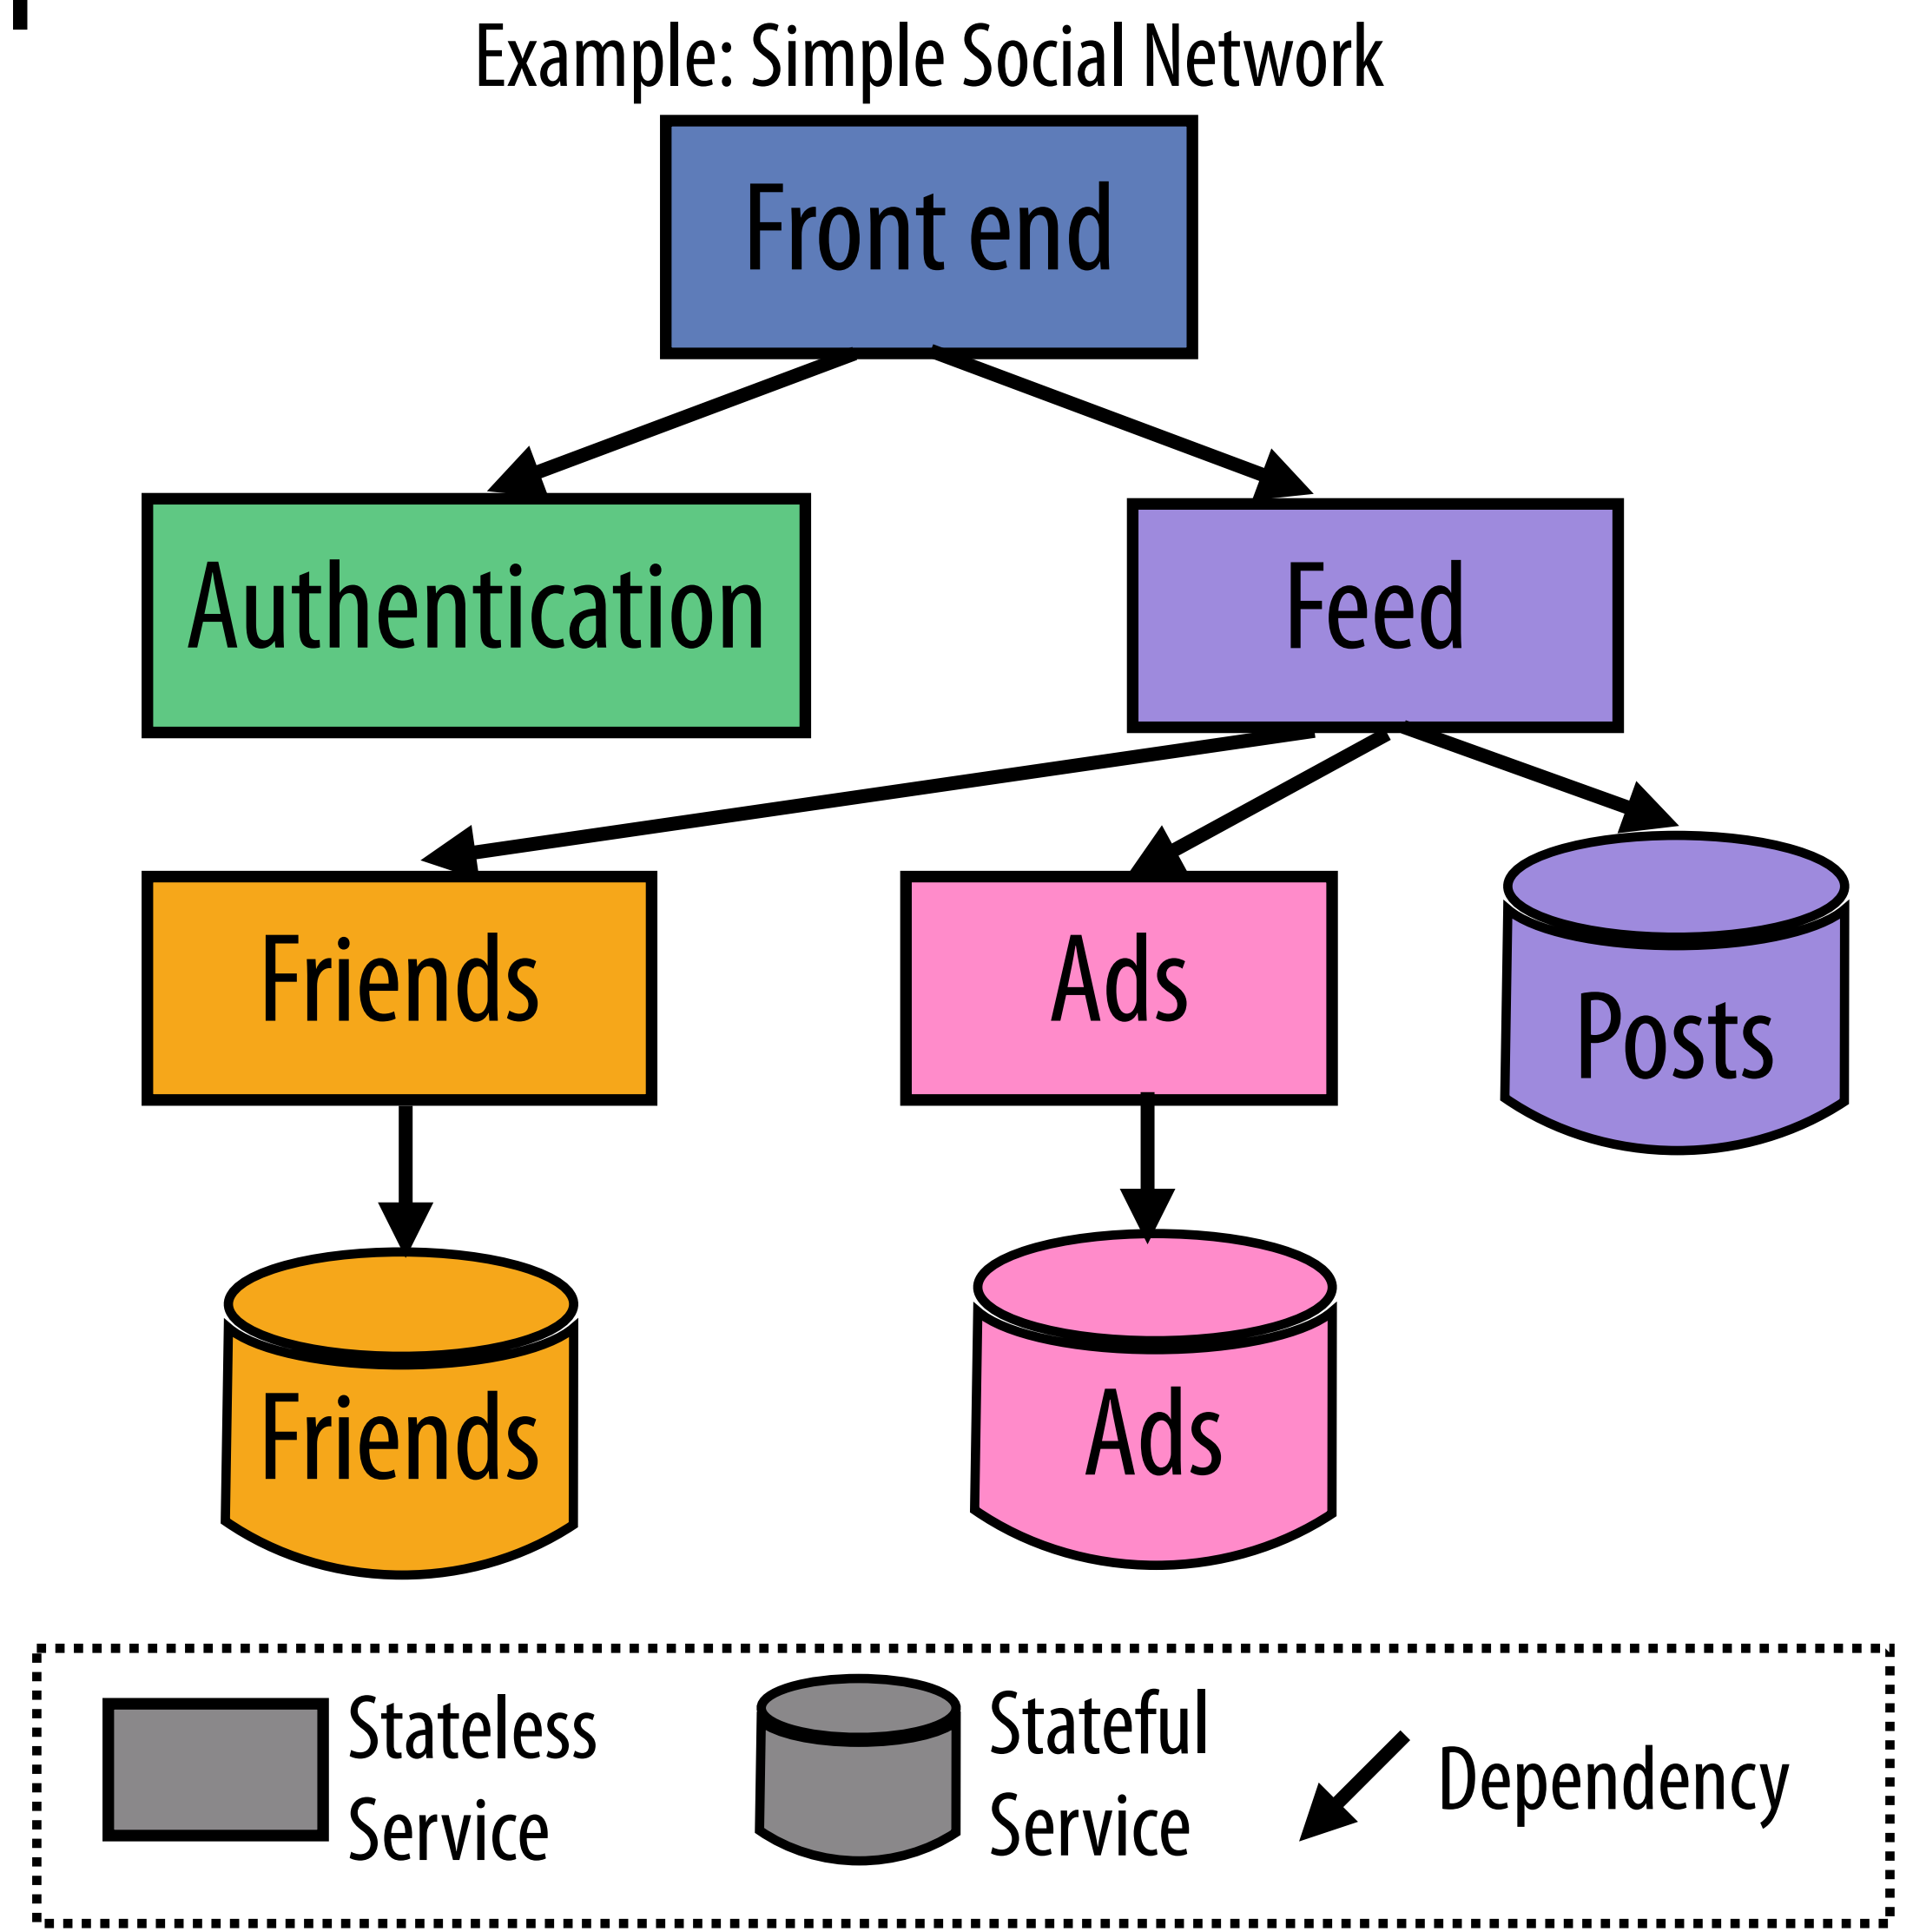 Example: Simple Social Network
Front end
Authentication
Feed
Friends
Ads
Posts
Friends
Ads
Stateless
Service
Stateful
Service
Dependency